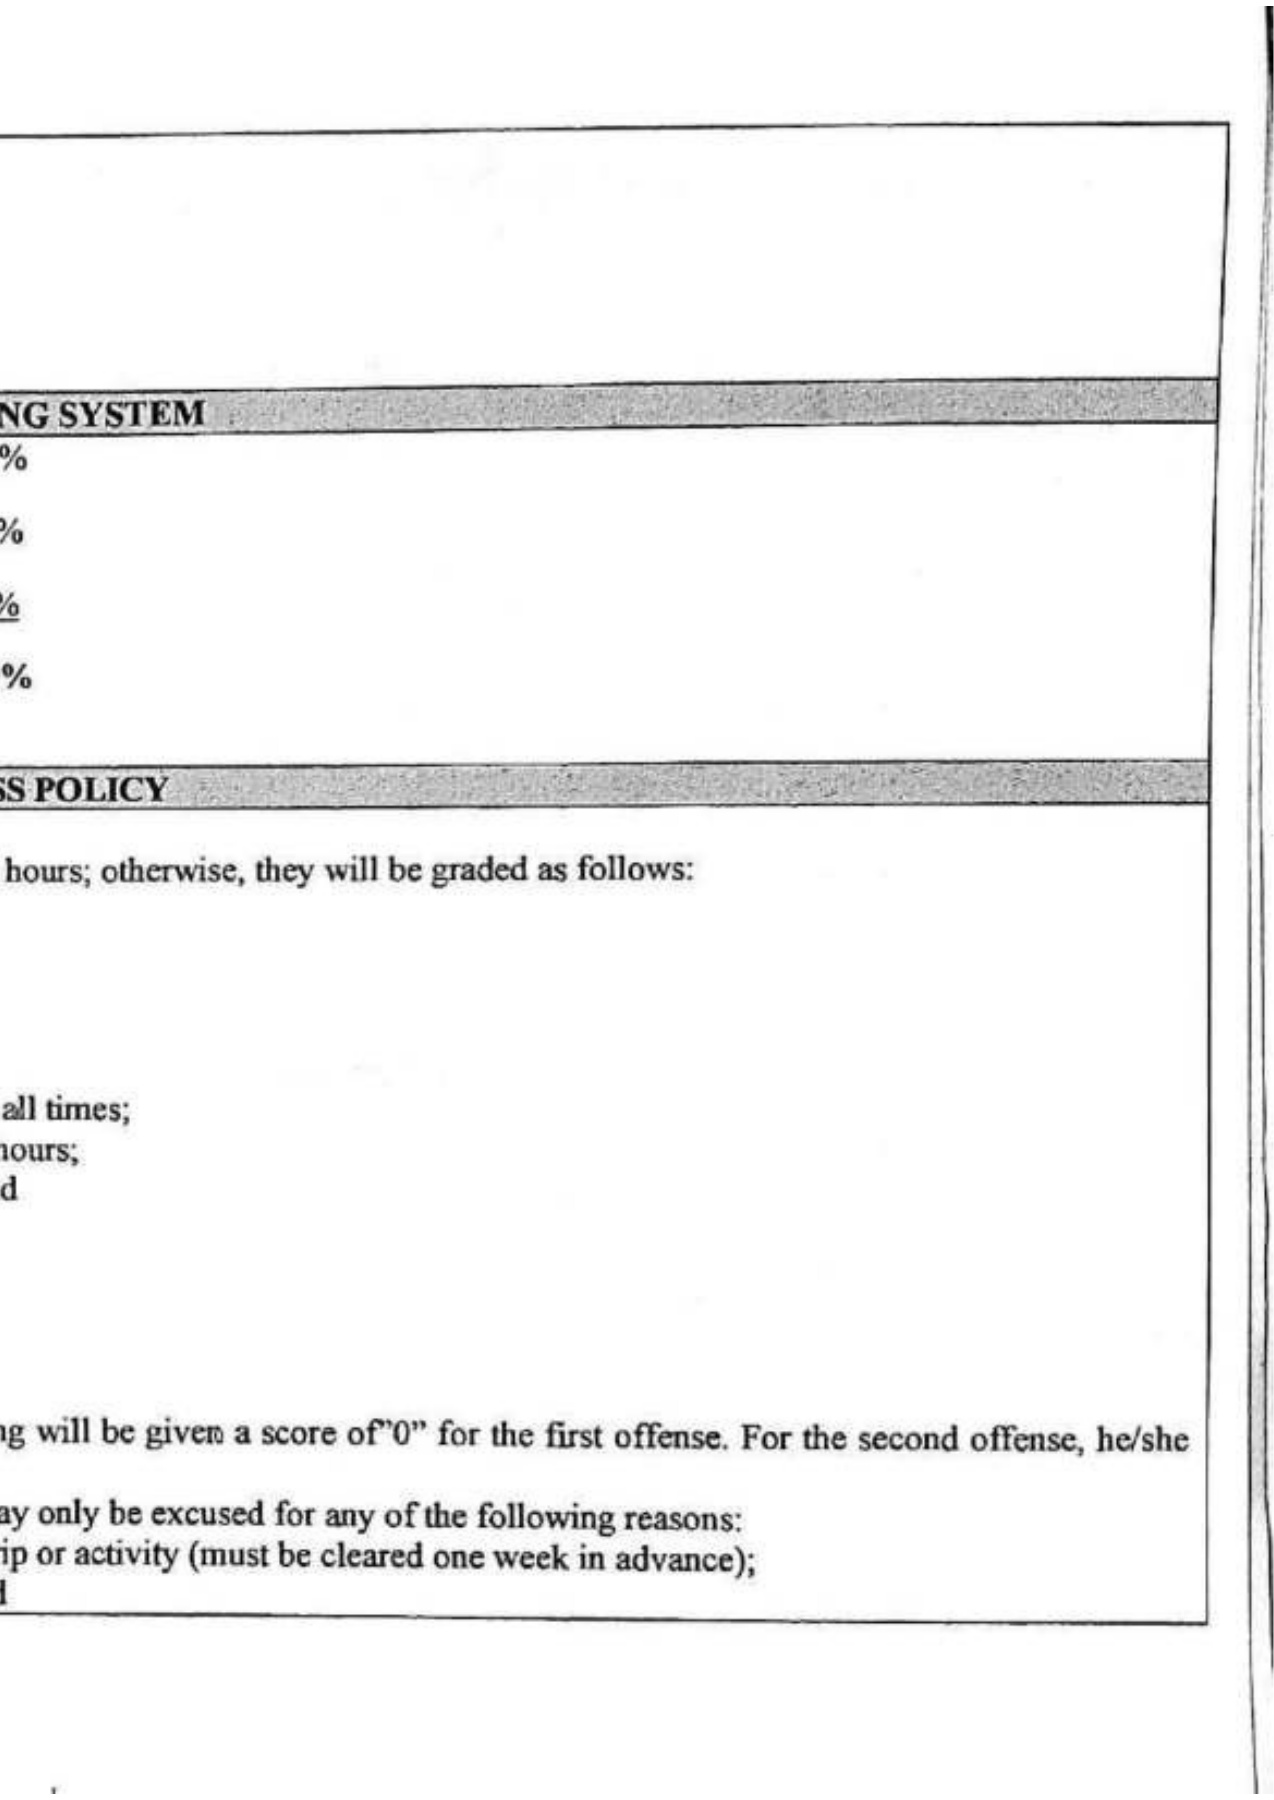 NG SYSTEM
%
%
%
%
SS POLICY
hours; otherwise, they will be graded as follows:
all times;
hours;
d
ng will be given a score of"0" for the first offense. For the second offense, he/she
ay only be excused for any of the following reasons:
ip or activity (must be cleared one week in advance);
d